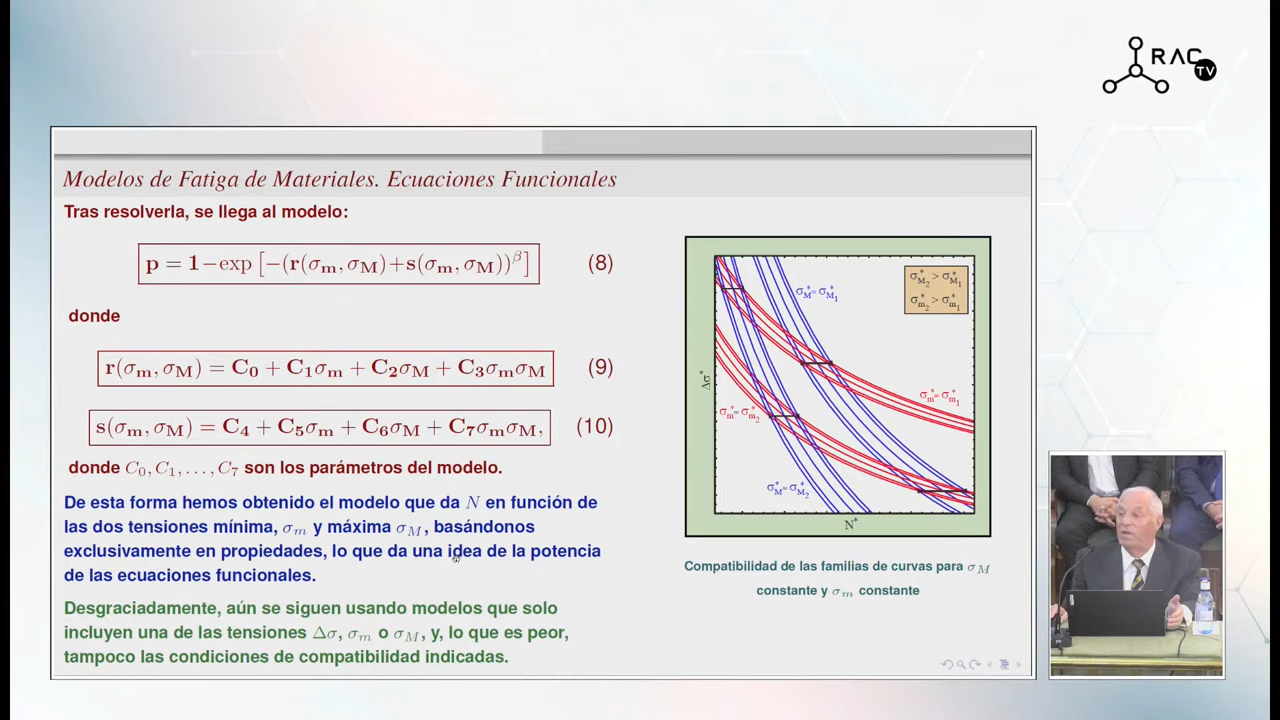 RAC
TV
Modelos de Fatiga de Materiales. Ecuaciones Funcionales
Tras resolverla, se llega al modelo:
p = 1−exp [−(r(σm, σM)+s(σm, σM))^β] (8)
donde
r(σm, σM) = C0 + C1σm + C2σM + C3σmσM (9)
s(σm, σM) = C4 + C5σm + C6σM + C7σmσM, (10)
donde C0, C1, . . . , C7 son los parámetros del modelo.
De esta forma hemos obtenido el modelo que da N en función de
las dos tensiones mínima, σm y máxima σM, basándonos
exclusivamente en propiedades, lo que da una idea de la potencia
de las ecuaciones funcionales.
Desgraciadamente, aún se siguen usando modelos que solo
incluyen una de las tensiones Δσ, σm o σM, y, lo que es peor,
tampoco las condiciones de compatibilidad indicadas.
σ*M2 > σ*M1
σ*m2 > σ*m1
σ*M= σ*M1
σ*m= σ*m1
σ*m= σ*m2
σ*M= σ*M2
Δσ*
N*
Compatibilidad de las familias de curvas para σM
constante y σm constante